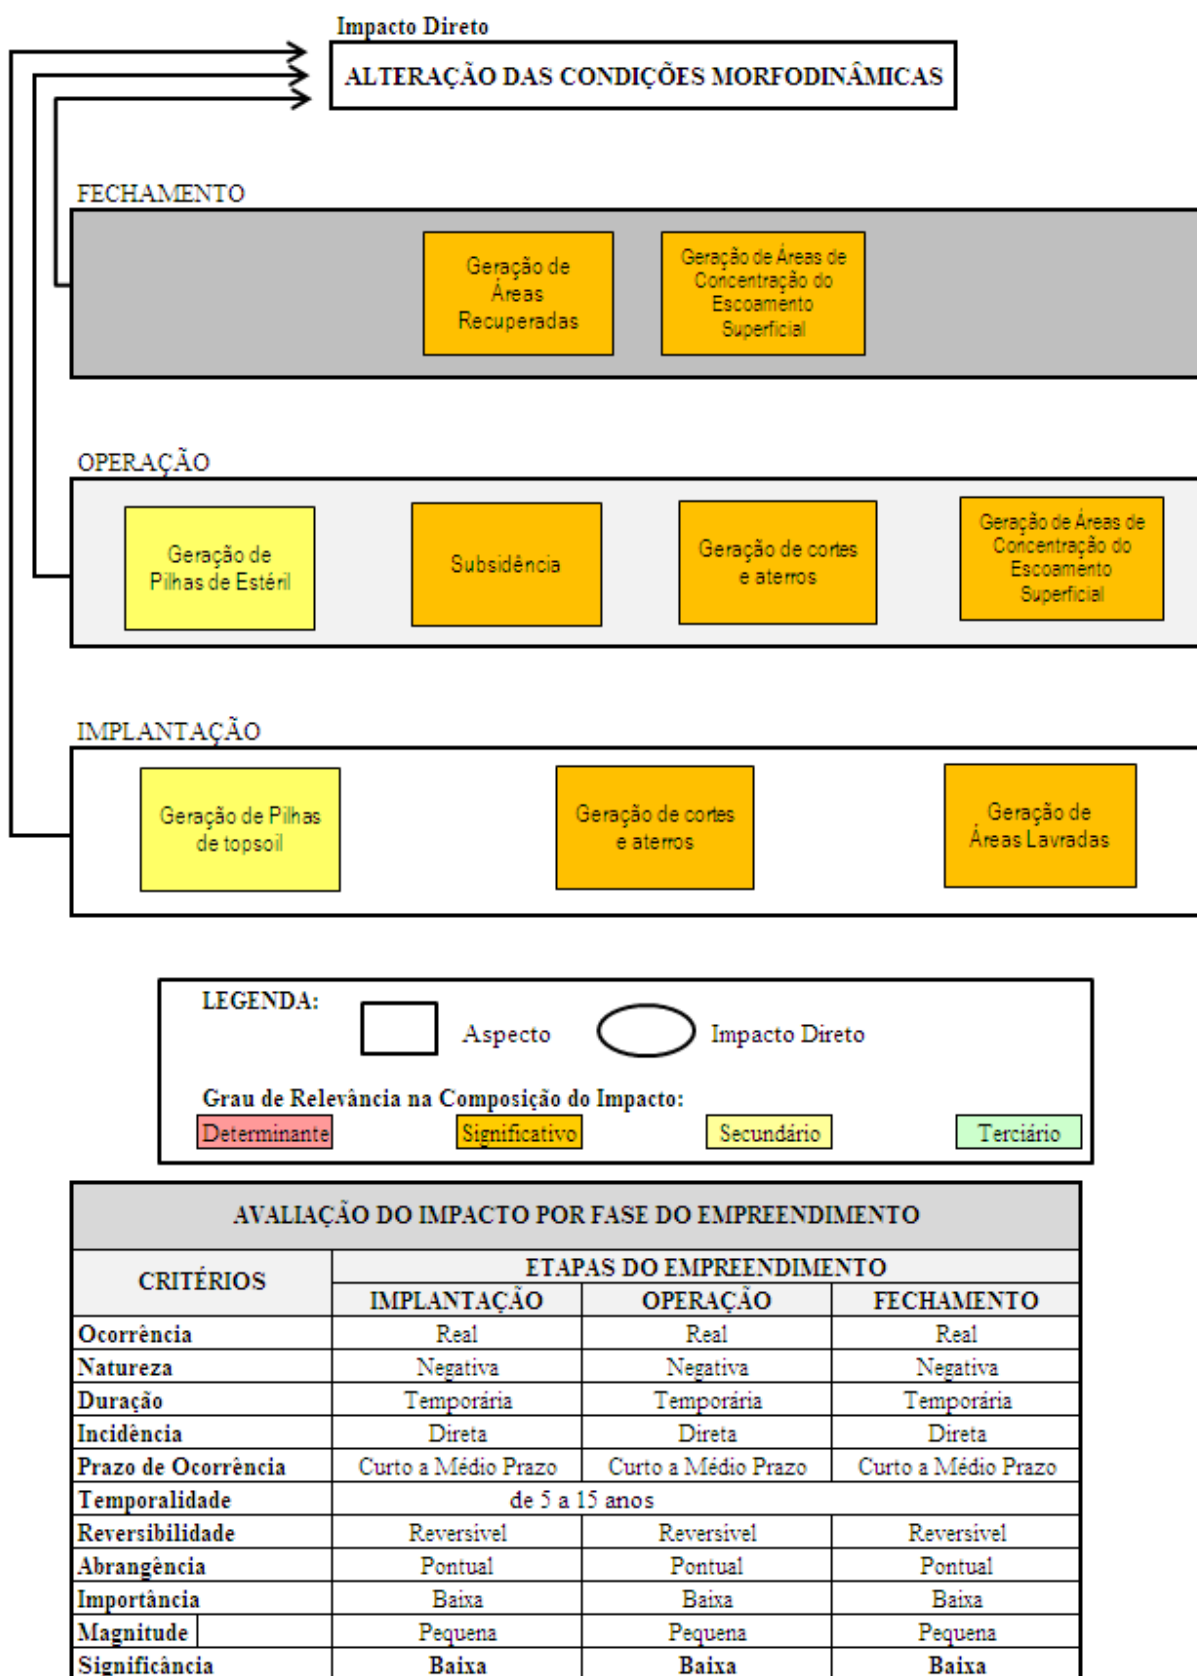 Impacto Direto
ALTERAÇÃO DAS CONDIÇÕES MORFODINÂMICAS
FECHAMENTO
Geração de
Áreas
Recuperadas
Geração de Áreas de
Concentração do
Escoamento
Superficial
OPERAÇÃO
Geração de
Pilhas de Estéril
Subsidência
Geração de cortes
e aterros
Geração de Áreas de
Concentração do
Escoamento
Superficial
IMPLANTAÇÃO
Geração de Pilhas
de topsoil
Geração de cortes
e aterros
Geração de
Áreas Lavradas
LEGENDA:
Aspecto
Impacto Direto
Grau de Relevância na Composição do Impacto:
Determinante Significativo Secundário Terciário
AVALIAÇÃO DO IMPACTO POR FASE DO EMPREENDIMENTO
CRITÉRIOS
ETAPAS DO EMPREENDIMENTO
IMPLANTAÇÃO OPERAÇÃO FECHAMENTO
Ocorrência Real Real Real
Natureza Negativa Negativa Negativa
Duração Temporária Temporária Temporária
Incidência Direta Direta Direta
Prazo de Ocorrência Curto a Médio Prazo Curto a Médio Prazo Curto a Médio Prazo
Temporalidade de 5 a 15 anos
Reversibilidade Reversível Reversível Reversível
Abrangência Pontual Pontual Pontual
Importância Baixa Baixa Baixa
Magnitude Pequena Pequena Pequena
Significância Baixa Baixa Baixa